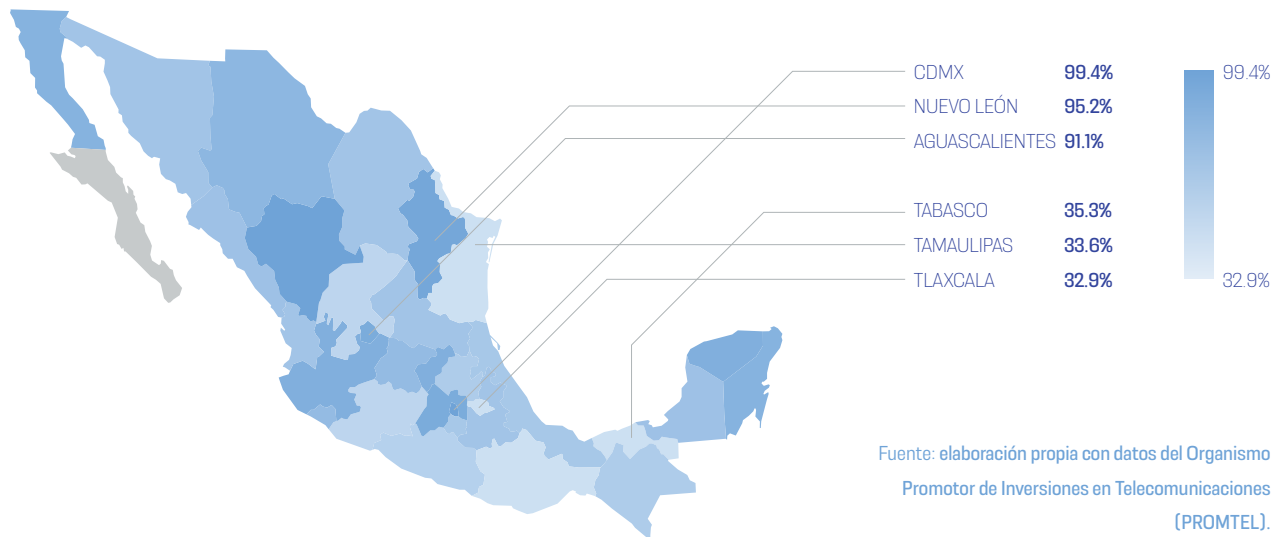 CDMX 99.4%
NUEVO LEÓN 95.2%
AGUASCALIENTES 91.1%
TABASCO 35.3%
TAMAULIPAS 33.6%
TLAXCALA 32.9%
99.4%
32.9%
Fuente: elaboración propia con datos del Organismo
Promotor de Inversiones en Telecomunicaciones
(PROMTEL).